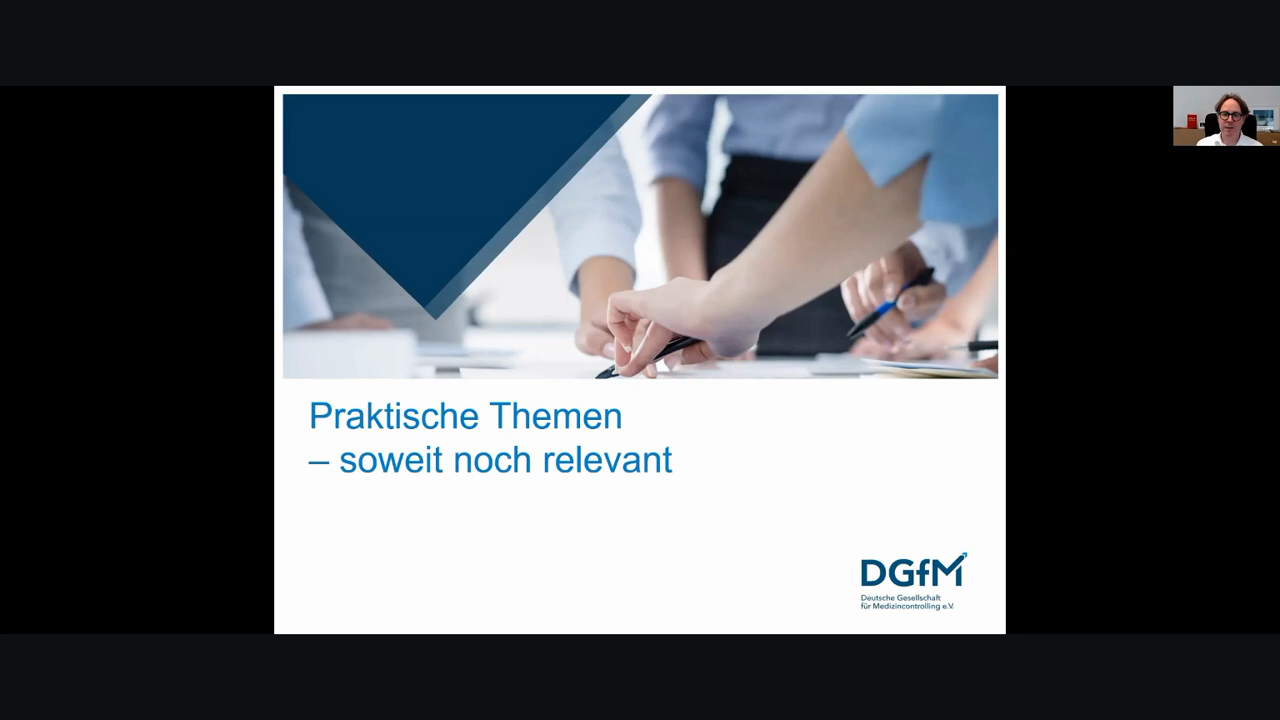 Praktische Themen
– soweit noch relevant
DGfM
Deutsche Gesellschaft
für Medizincontrolling e.V.